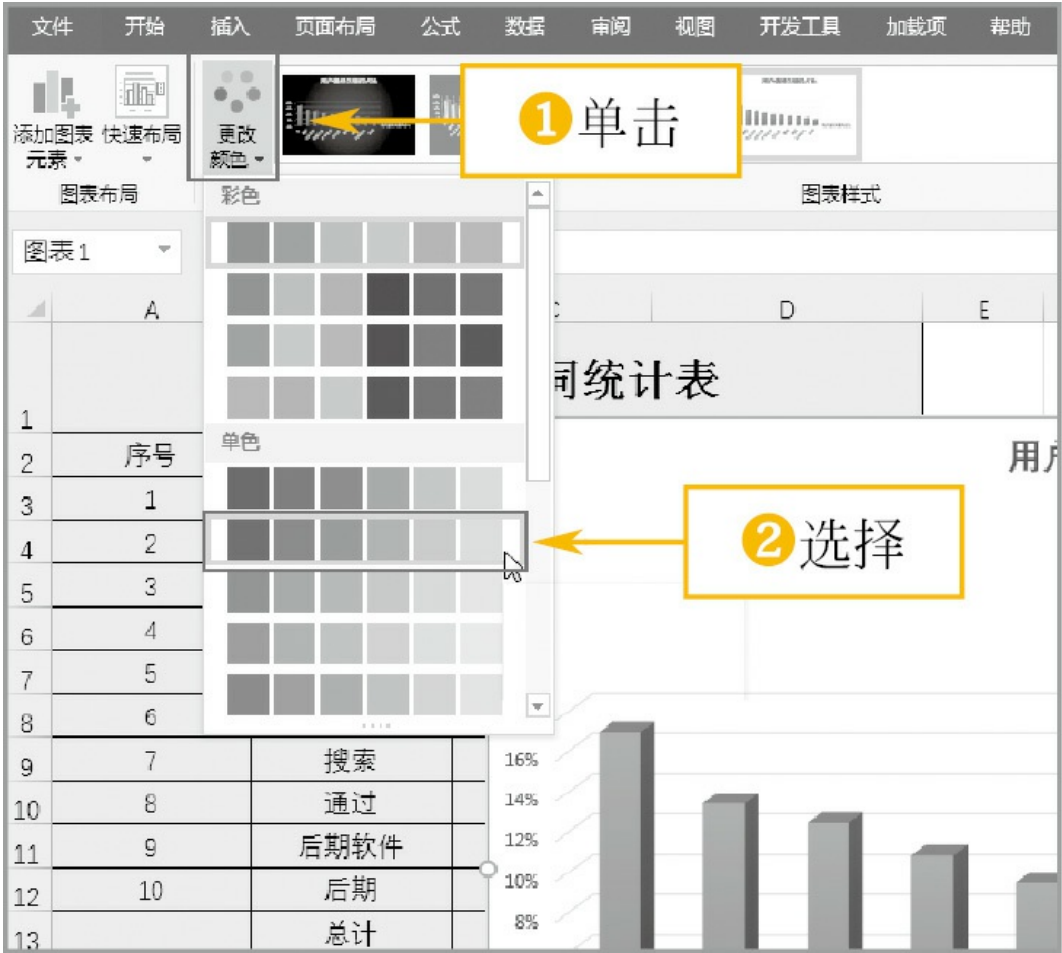 文件 开始 插入 页面布局 公式 数据 审阅 视图 开发工具 加载项 帮助
添加图表 快速布局 更改
元素 颜色
❶单击
图表布局 图表样式
彩色
图表1
A D E
同统计表
1
单色
2 序号 用户
3 1
❷选择
4 2
5 3
6 4
7 5
8 6
9 7 搜索 16%
10 8 通过 14%
11 9 后期软件 12%
12 10 后期 10%
13 总计 8%